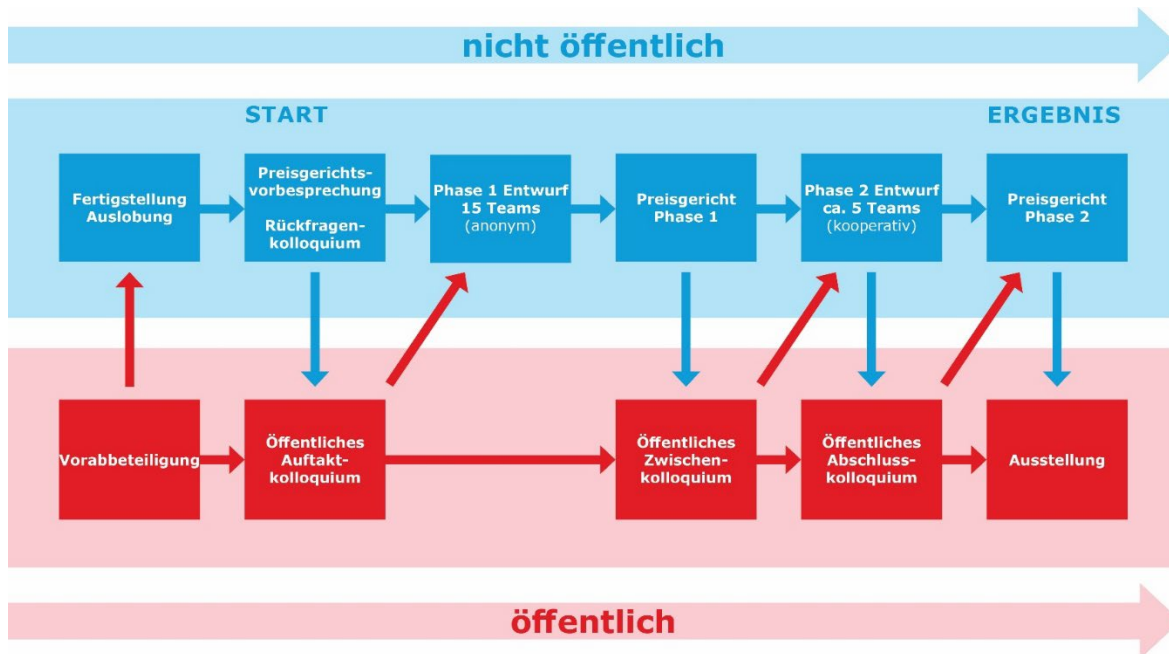 nicht öffentlich
START
ERGEBNIS
Fertigstellung
Auslobung
Preisgerichts-
vorbesprechung
Rückfragen-
kolloquium
Phase 1 Entwurf
15 Teams
(anonym)
Preisgericht
Phase 1
Phase 2 Entwurf
ca. 5 Teams
(kooperativ)
Preisgericht
Phase 2
Vorabbeteiligung
Öffentliches
Auftakt-
kolloquium
Öffentliches
Zwischen-
kolloquium
Öffentliches
Abschluss-
kolloquium
Ausstellung
öffentlich